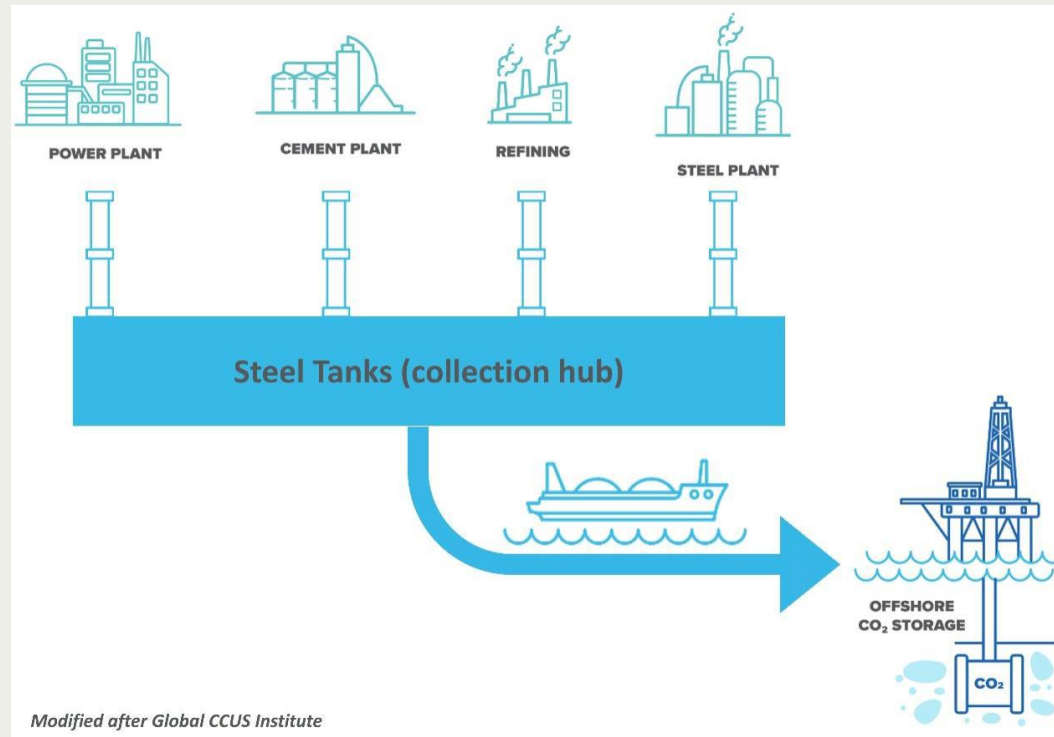 POWER PLANT
CEMENT PLANT
REFINING
STEEL PLANT
Steel Tanks (collection hub)
OFFSHORE
CO₂ STORAGE
CO₂
Modified after Global CCUS Institute